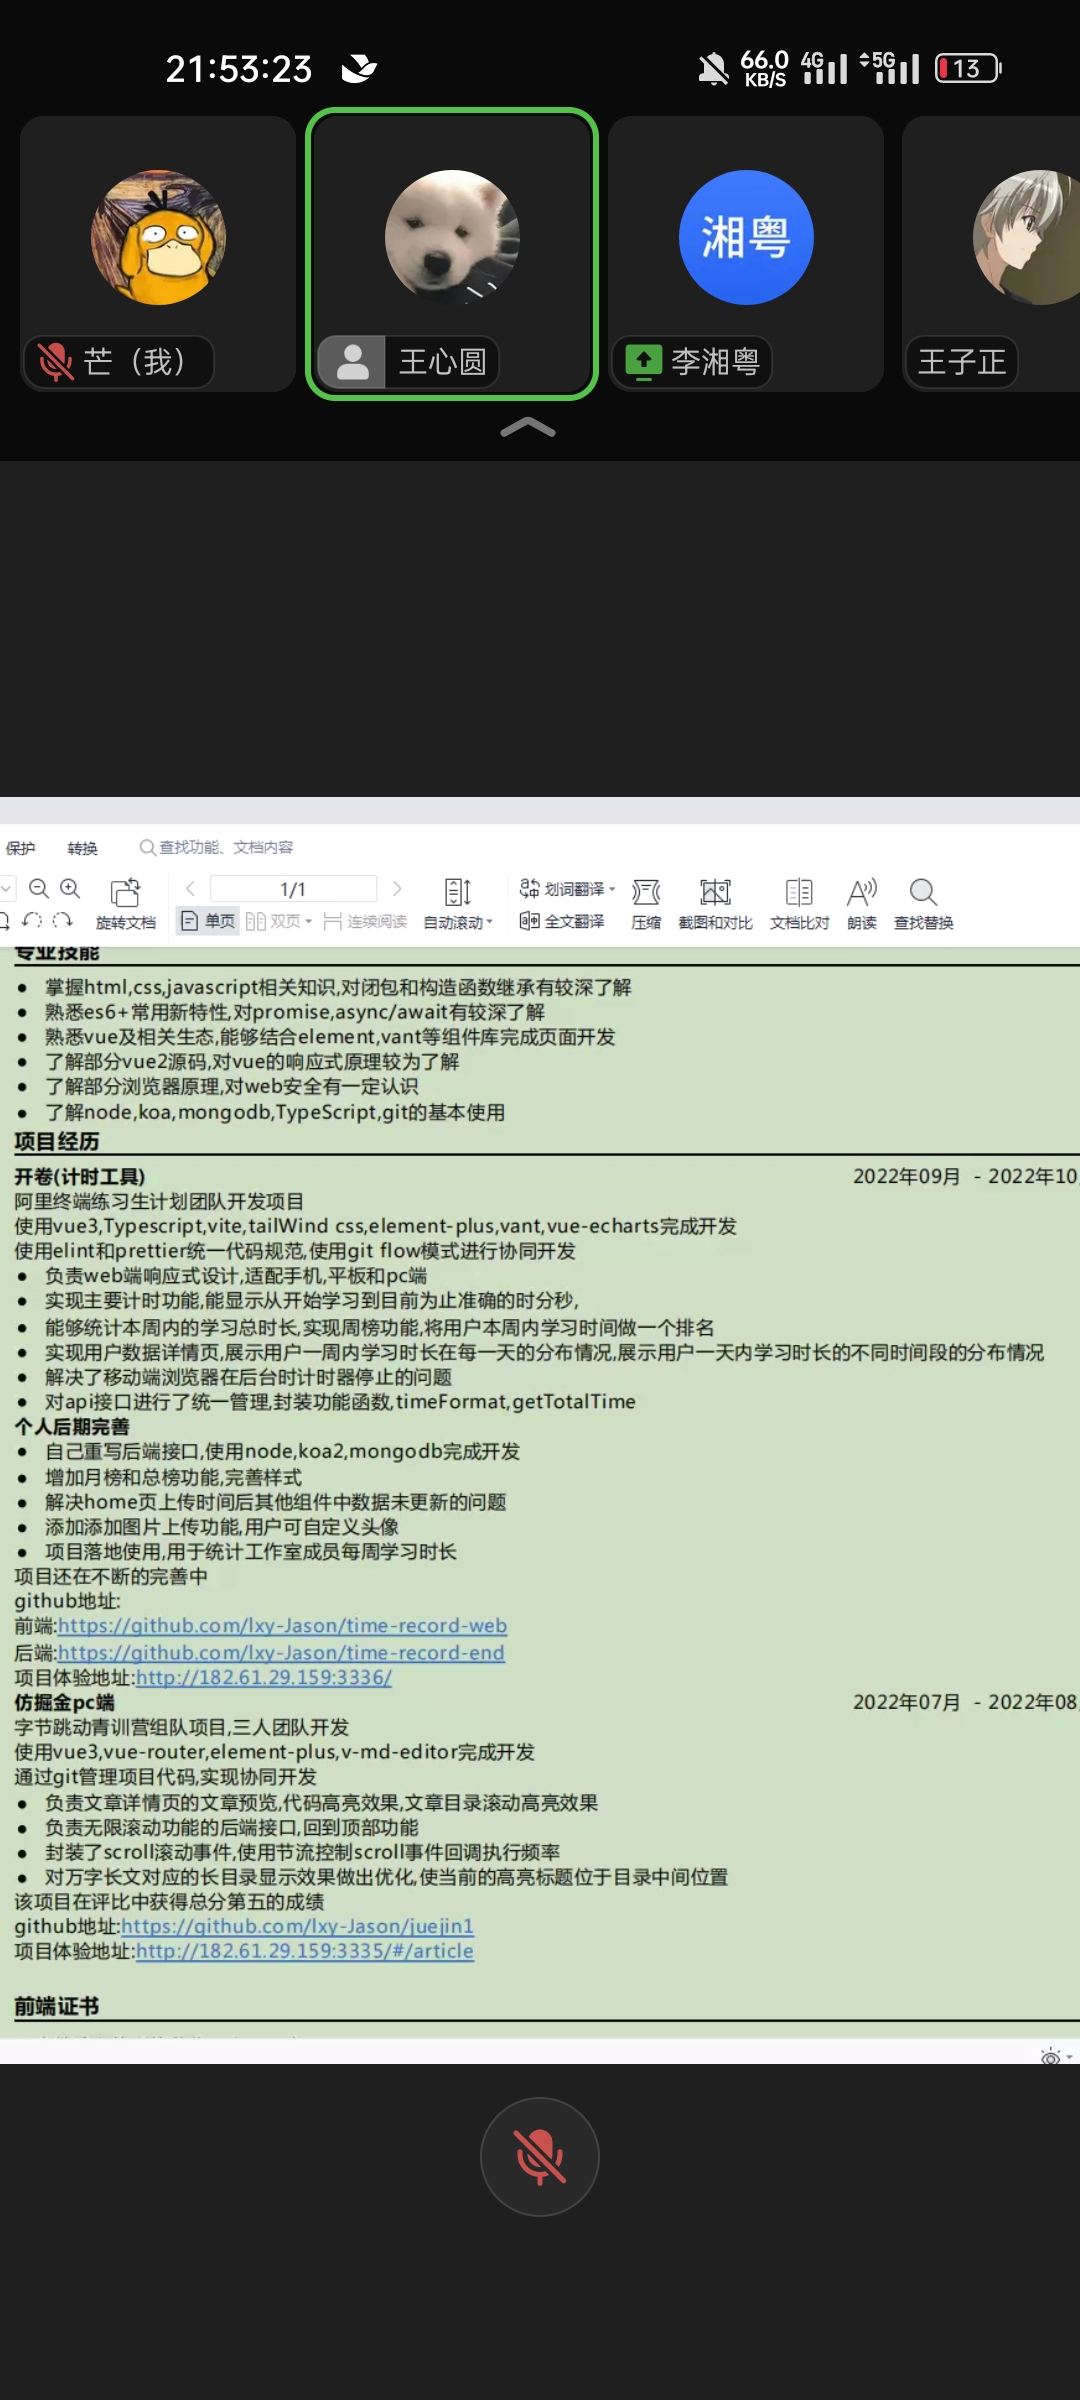 21:53:23
66.0 KB/S 4G 5G 13
湘粤
芒（我） 王心圆 李湘粤 王子正
保护 转换 查找功能、文档内容
1/1
划词翻译
旋转文档 单页 双页 连续阅读 自动滚动 全文翻译 压缩 截图和对比 文档比对 朗读 查找替换
专业技能
● 掌握html,css,javascript相关知识,对闭包和构造函数继承有较深了解
● 熟悉es6+常用新特性,对promise,async/await有较深了解
● 熟悉vue及相关生态,能够结合element,vant等组件库完成页面开发
● 了解部分vue2源码,对vue的响应式原理较为了解
● 了解部分浏览器原理,对web安全有一定认识
● 了解node,koa,mongodb,TypeScript,git的基本使用
项目经历
开卷(计时工具) 2022年09月 - 2022年10
阿里终端练习生计划团队开发项目
使用vue3,Typescript,vite,tailWind css,element-plus,vant,vue-echarts完成开发
使用elint和prettier统一代码规范,使用git flow模式进行协同开发
● 负责web端响应式设计,适配手机,平板和pc端
● 实现主要计时功能,能显示从开始学习到目前为止准确的时分秒,
● 能够统计本周内的学习总时长,实现周榜功能,将用户本周内学习时间做一个排名
● 实现用户数据详情页,展示用户一周内学习时长在每一天的分布情况,展示用户一天内学习时长的不同时间段的分布情况
● 解决了移动端浏览器在后台时计时器停止的问题
● 对api接口进行了统一管理,封装功能函数,timeFormat,getTotalTime
个人后期完善
● 自己重写后端接口,使用node,koa2,mongodb完成开发
● 增加月榜和总榜功能,完善样式
● 解决home页上传时间后其他组件中数据未更新的问题
● 添加添加图片上传功能,用户可自定义头像
● 项目落地使用,用于统计工作室成员每周学习时长
项目还在不断的完善中
github地址:
前端:https://github.com/lxy-Jason/time-record-web
后端:https://github.com/lxy-Jason/time-record-end
项目体验地址:http://182.61.29.159:3336/
仿掘金pc端 2022年07月 - 2022年08
字节跳动青训营组队项目,三人团队开发
使用vue3,vue-router,element-plus,v-md-editor完成开发
通过git管理项目代码,实现协同开发
● 负责文章详情页的文章预览,代码高亮效果,文章目录滚动高亮效果
● 负责无限滚动功能的后端接口,回到顶部功能
● 封装了scroll滚动事件,使用节流控制scroll事件回调执行频率
● 对万字长文对应的长目录显示效果做出优化,使当前的高亮标题位于目录中间位置
该项目在评比中获得总分第五的成绩
github地址:https://github.com/lxy-Jason/juejin1
项目体验地址:http://182.61.29.159:3335/#/article
前端证书